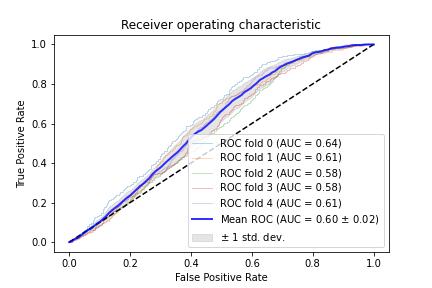 Receiver operating characteristic
True Positive Rate
1.0
0.8
0.6
0.4
0.2
0.0
ROC fold 0 (AUC = 0.64)
ROC fold 1 (AUC = 0.61)
ROC fold 2 (AUC = 0.58)
ROC fold 3 (AUC = 0.58)
ROC fold 4 (AUC = 0.61)
Mean ROC (AUC = 0.60 ± 0.02)
± 1 std. dev.
0.0 0.2 0.4 0.6 0.8 1.0
False Positive Rate